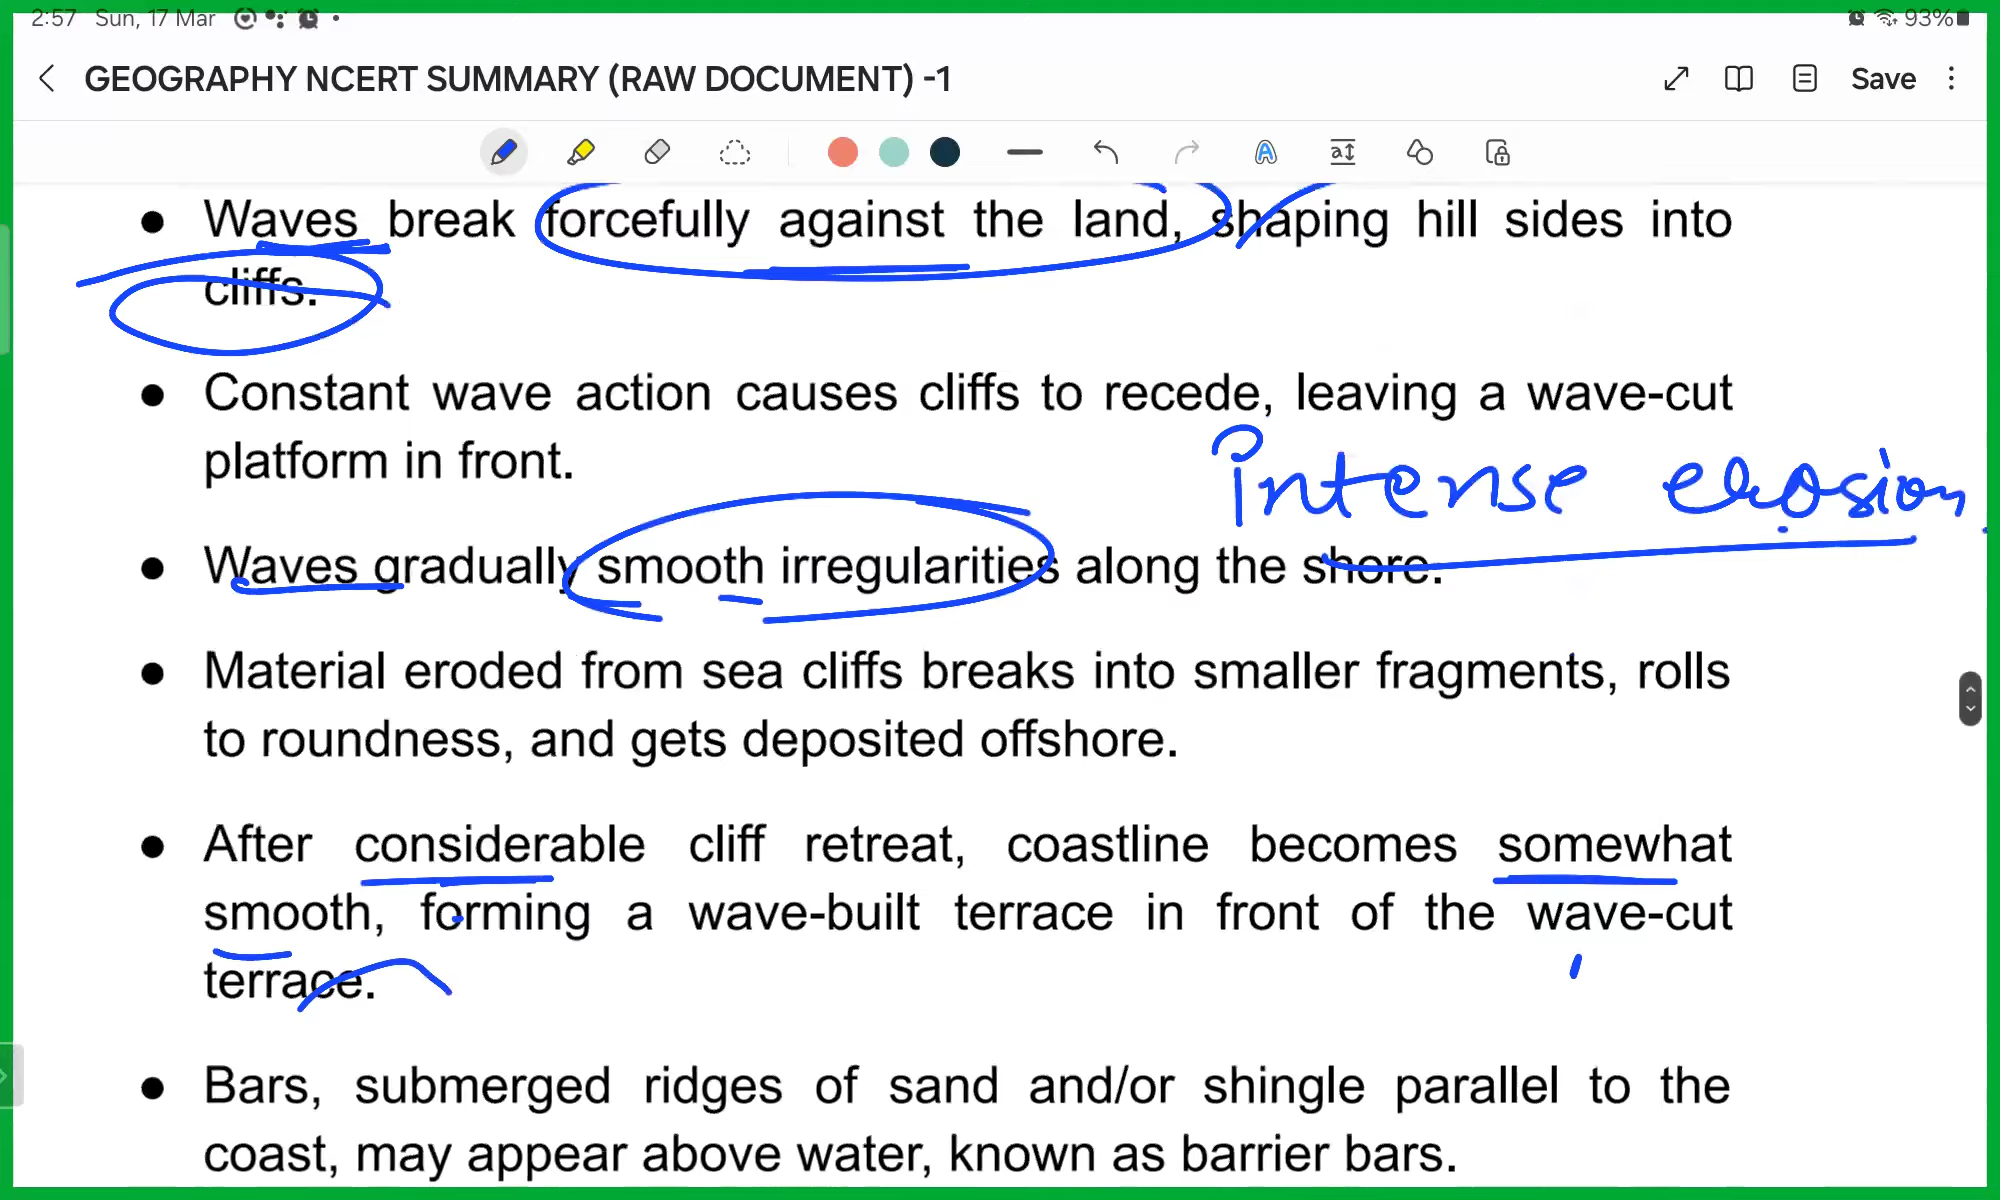 2:57 Sun, 17 Mar 93%
GEOGRAPHY NCERT SUMMARY (RAW DOCUMENT) -1 Save
● Waves break forcefully against the land, shaping hill sides into
cliffs.
● Constant wave action causes cliffs to recede, leaving a wave-cut
platform in front.
intense erosion
● Waves gradually smooth irregularities along the shore.
● Material eroded from sea cliffs breaks into smaller fragments, rolls
to roundness, and gets deposited offshore.
● After considerable cliff retreat, coastline becomes somewhat
smooth, forming a wave-built terrace in front of the wave-cut
terrace.
● Bars, submerged ridges of sand and/or shingle parallel to the
coast, may appear above water, known as barrier bars.